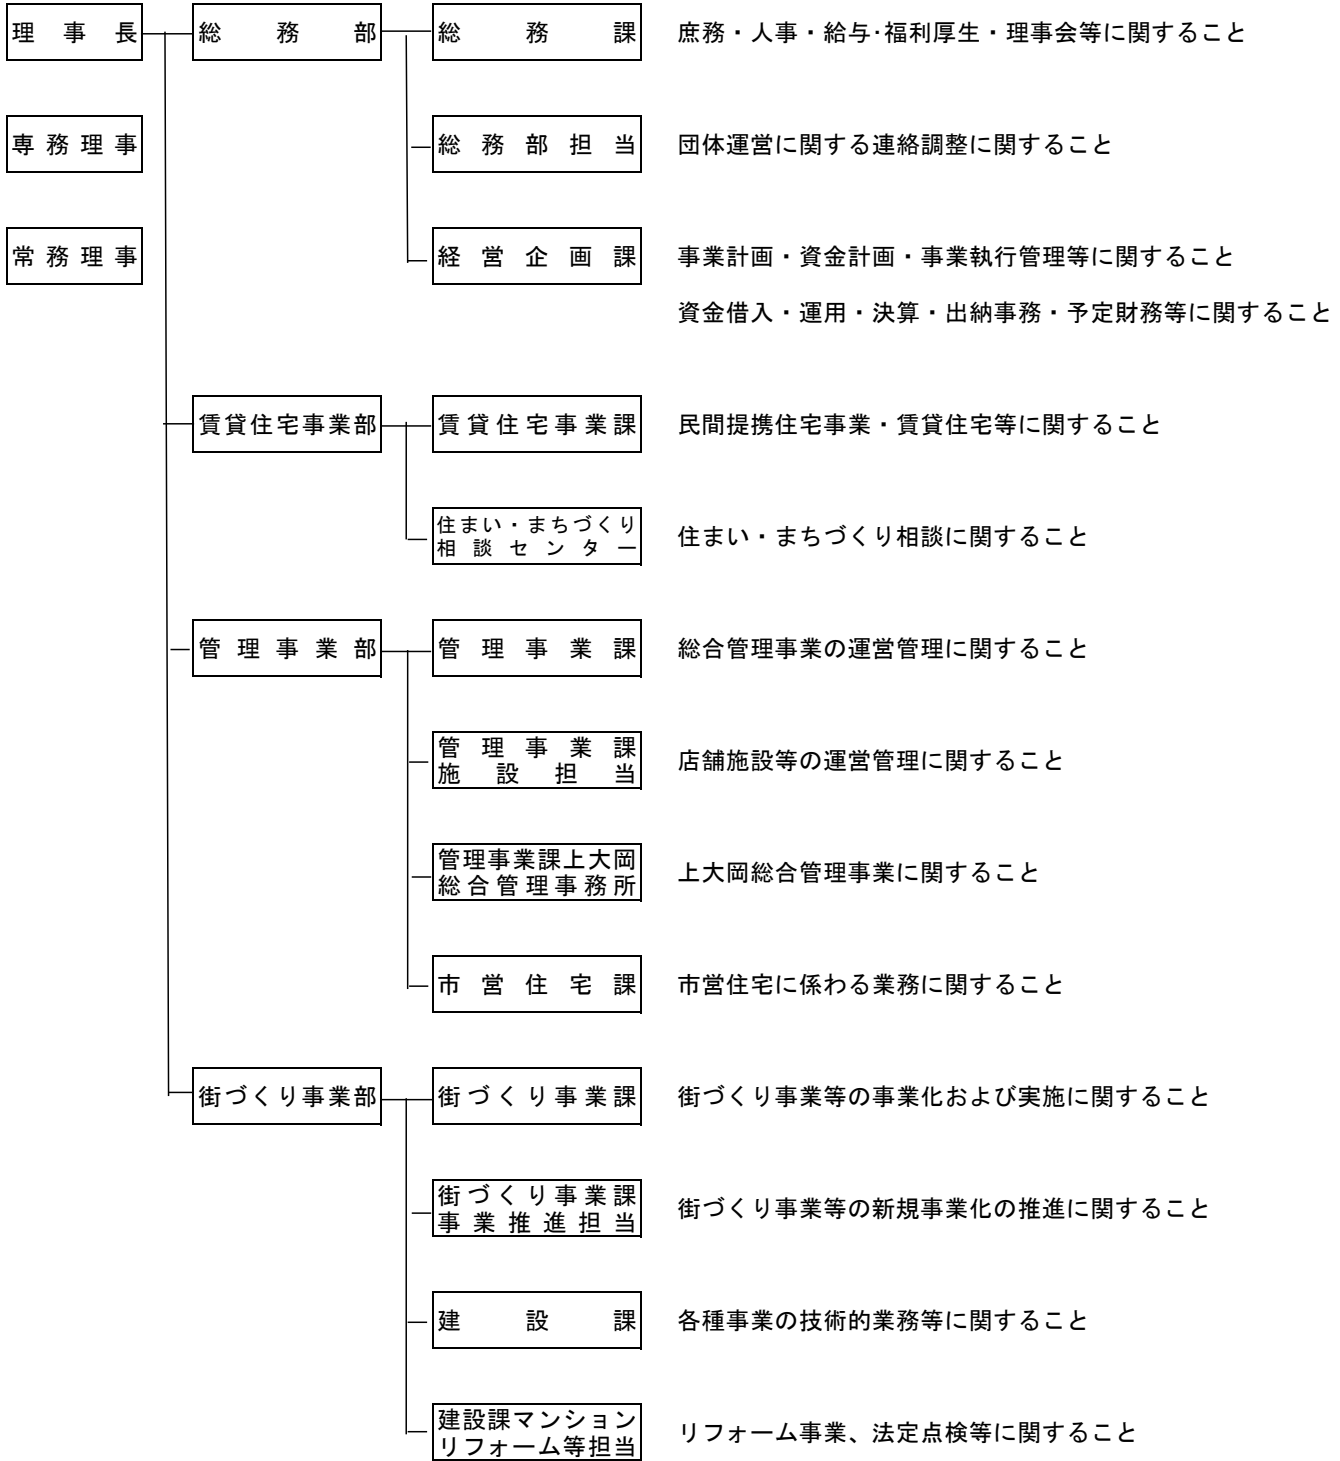 理事長 総務部 総務課 庶務・人事・給与・福利厚生・理事会等に関すること
専務理事 総務部担当 団体運営に関する連絡調整に関すること
常務理事 経営企画課 事業計画・資金計画・事業執行管理等に関すること
資金借入・運用・決算・出納事務・予定財務等に関すること
賃貸住宅事業部 賃貸住宅事業課 民間提携住宅事業・賃貸住宅等に関すること
住まい・まちづくり
相談センター
住まい・まちづくり相談に関すること
管理事業部 管理事業課 総合管理事業の運営管理に関すること
管理事業課
施設担当
店舗施設等の運営管理に関すること
管理事業課上大岡
総合管理事務所
上大岡総合管理事業に関すること
市営住宅課 市営住宅に係わる業務に関すること
街づくり事業部 街づくり事業課 街づくり事業等の事業化および実施に関すること
街づくり事業課
事業推進担当
街づくり事業等の新規事業化の推進に関すること
建設課 各種事業の技術的業務等に関すること
建設課マンション
リフォーム等担当
リフォーム事業、法定点検等に関すること